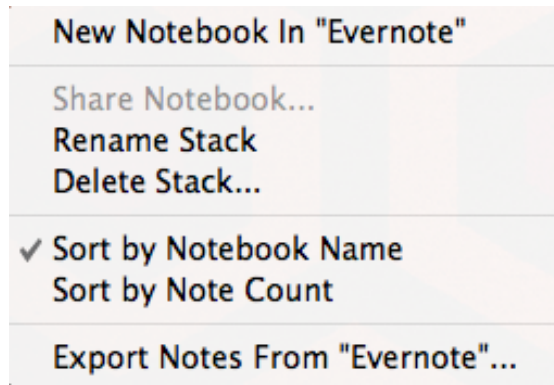 New Notebook In "Evernote"
Share Notebook...
Rename Stack
Delete Stack...
Sort by Notebook Name
Sort by Note Count
Export Notes From "Evernote"...